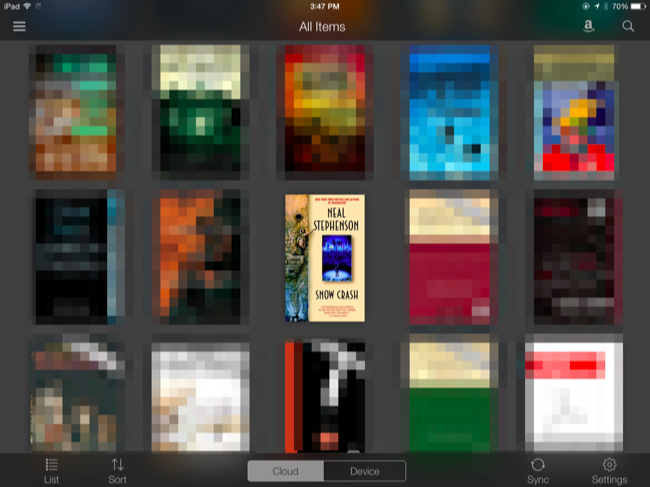 iPad 3:47 PM 70%
All Items
a
NEAL
STEPHENSON
SNOW CRASH
List Sort Cloud Device Sync Settings